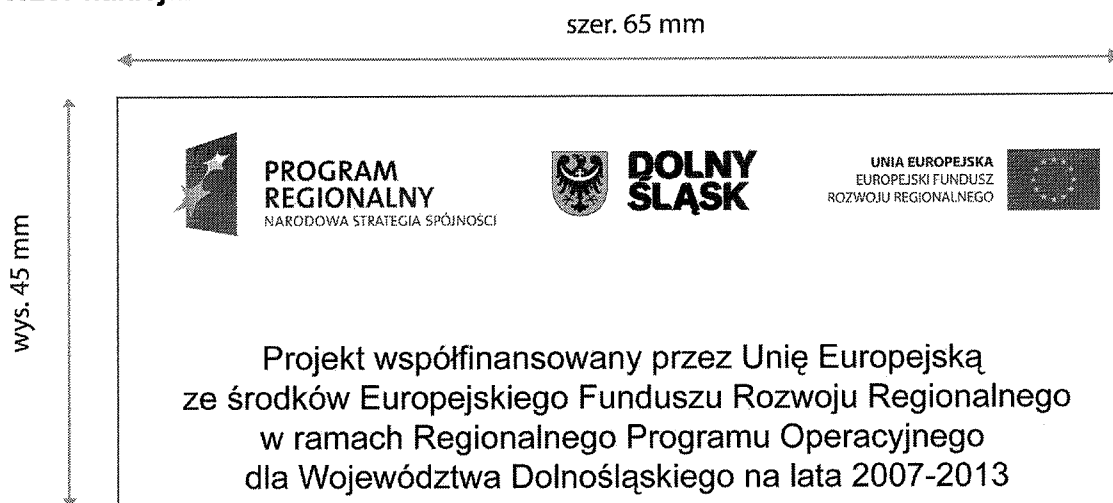 szer. 65 mm
wys. 45 mm
PROGRAM
REGIONALNY
NARODOWA STRATEGIA SPÓJNOŚCI
DOLNY
ŚLĄSK
UNIA EUROPEJSKA
EUROPEJSKI FUNDUSZ
ROZWOJU REGIONALNEGO
Projekt współfinansowany przez Unię Europejską
ze środków Europejskiego Funduszu Rozwoju Regionalnego
w ramach Regionalnego Programu Operacyjnego
dla Województwa Dolnośląskiego na lata 2007-2013